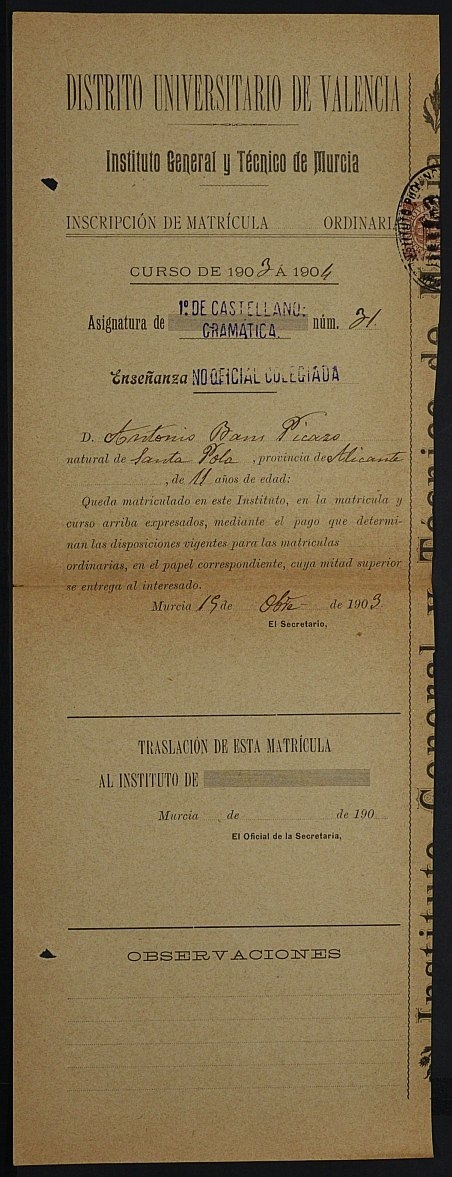 DISTRITO UNIVERSITARIO DE VALENCIA
Instituto General y Técnico de Murcia
INSCRIPCIÓN DE MATRÍCULA ORDINARIA
CURSO DE 1903 Á 1904
Asignatura de 1º DE CASTELLANO: GRAMATICA. núm. 31.
Enseñanza NO OFICIAL COLEGIADA
D. Antonio Picazo
natural de Santa Pola, provincia de Alicante
, de 11 años de edad:
Queda matriculado en este Instituto, en la matrícula y
curso arriba expresados, mediante el pago que determi-
nan las disposiciones vigentes para las matrículas
ordinarias, en el papel correspondiente, cuya mitad superior
se entrega al interesado.
Murcia de Obre de 1903
El Secretario,
TRASLACIÓN DE ESTA MATRÍCULA
AL INSTITUTO DE
Murcia de de 190
El Oficial de la Secretaría,
OBSERVACIONES
Instituto General y Técnico de